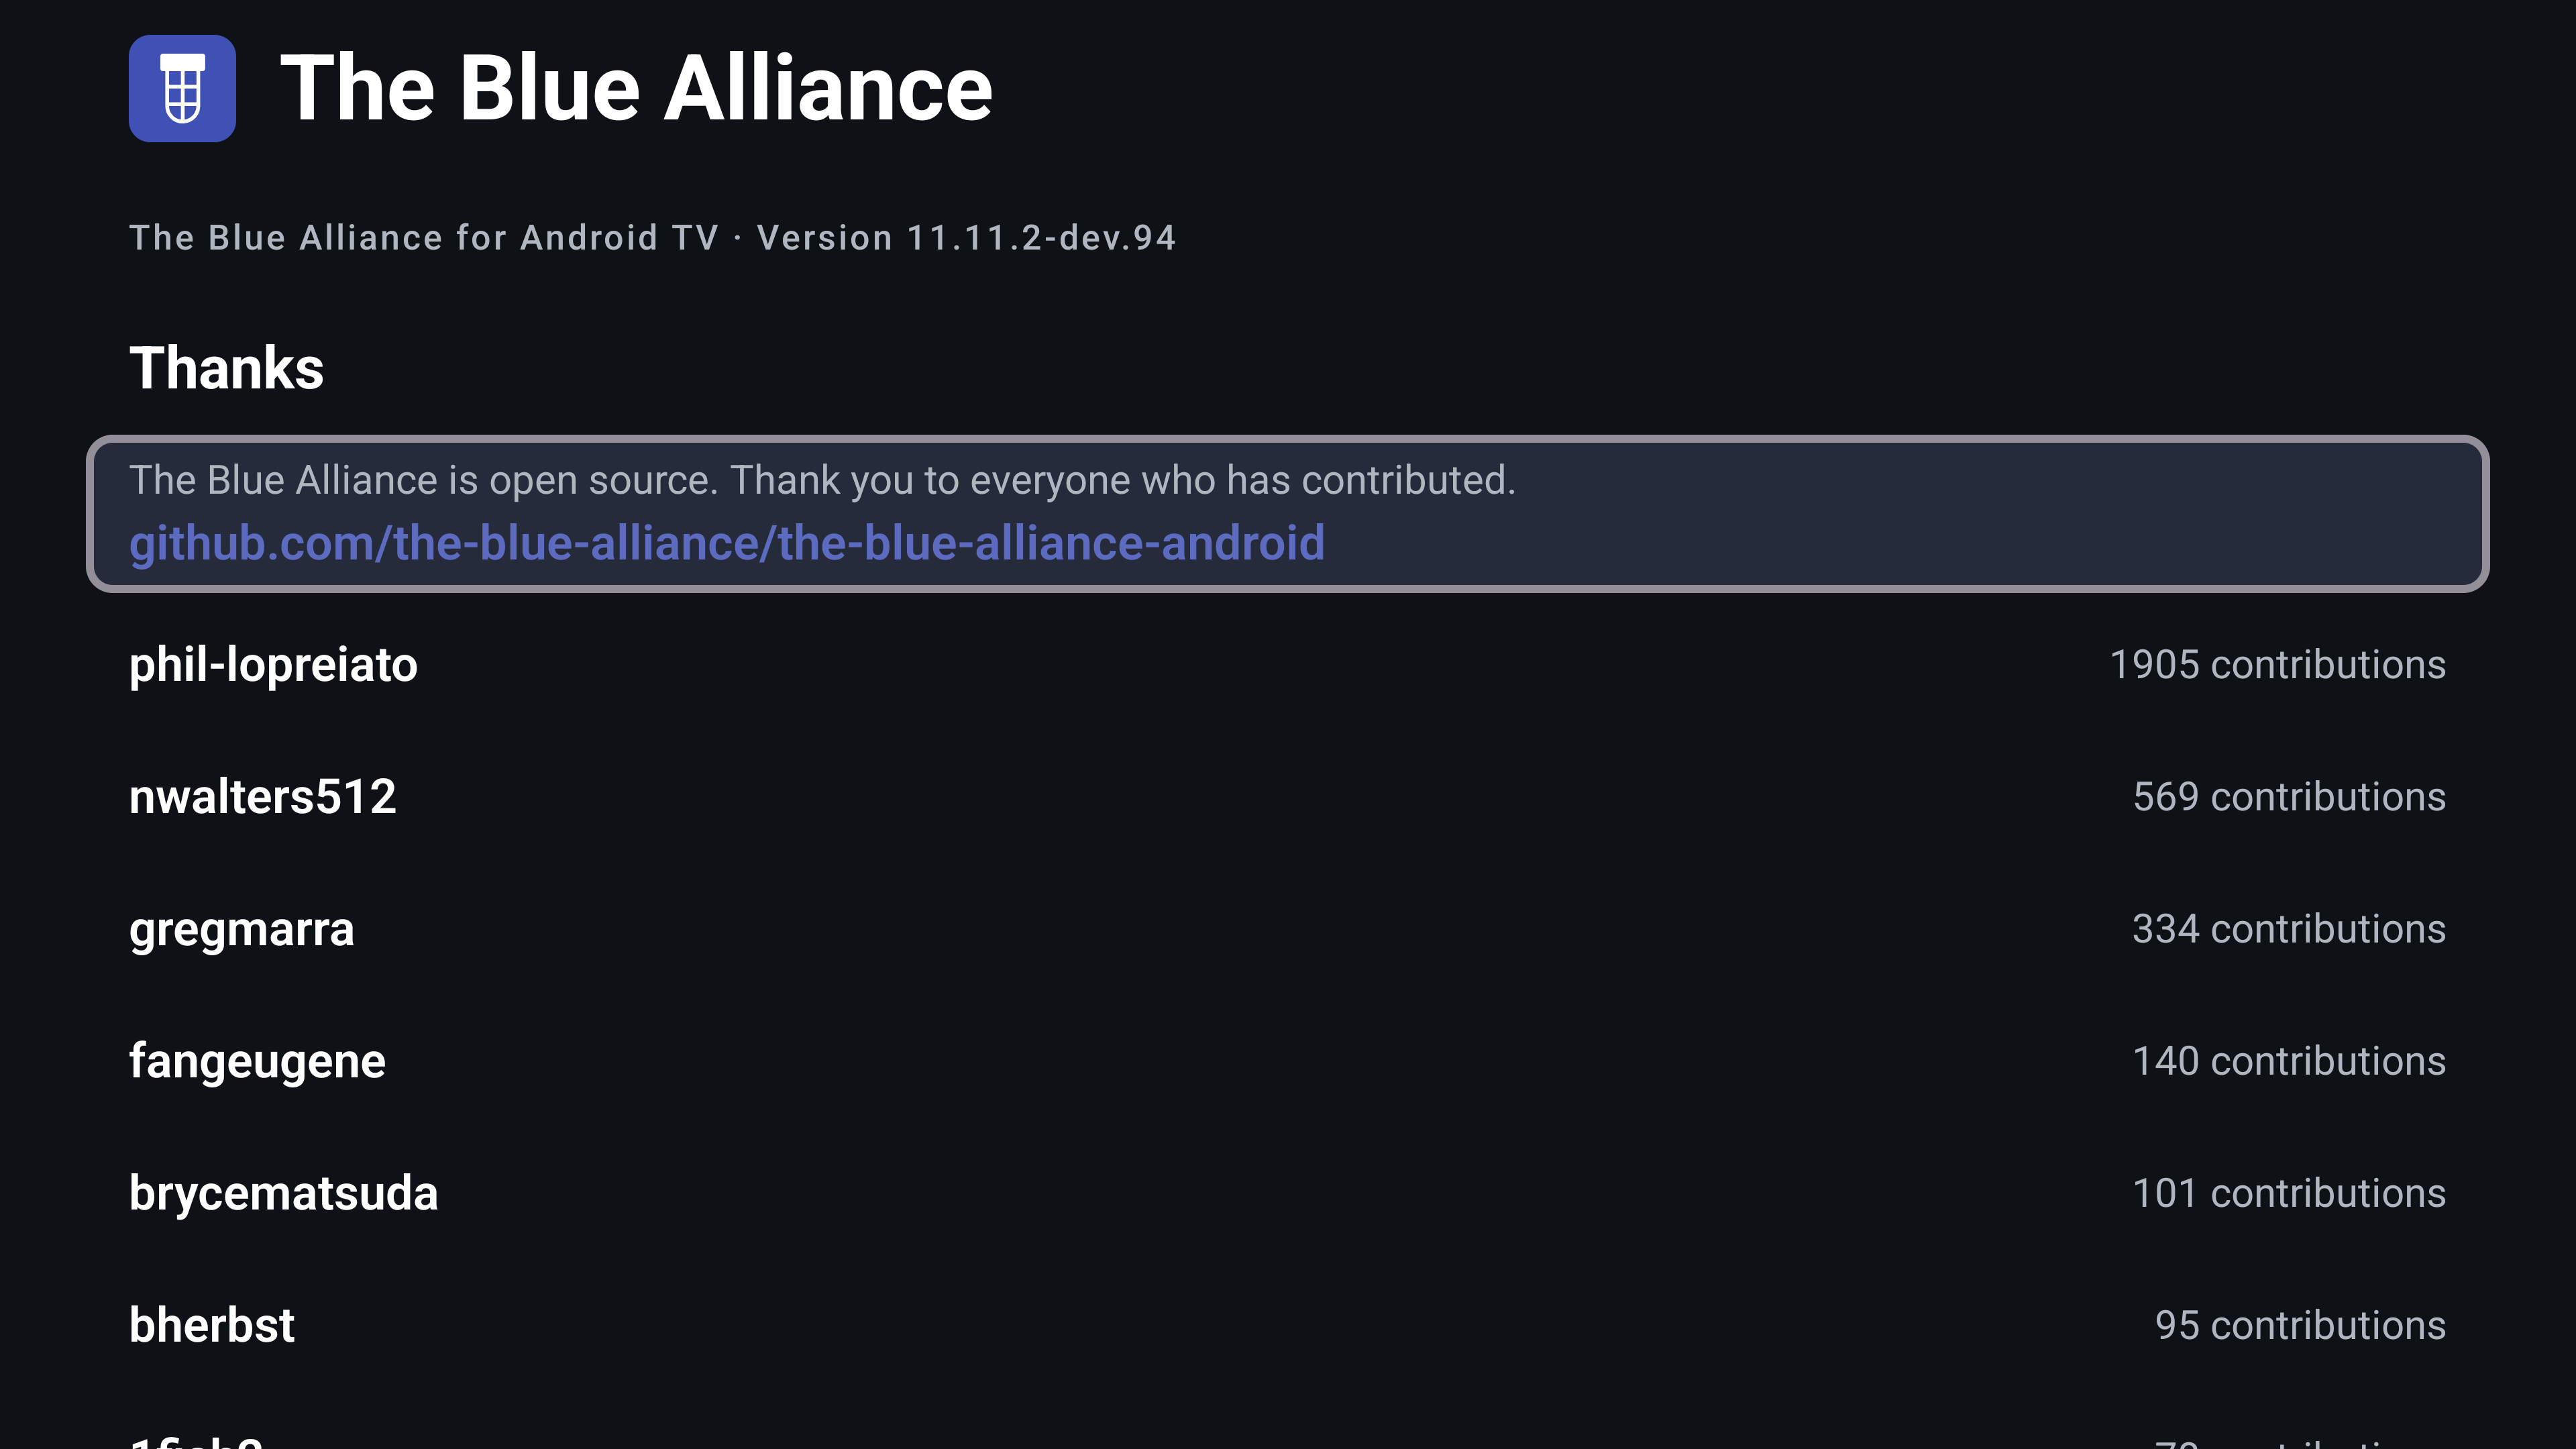 The Blue Alliance
The Blue Alliance for Android TV · Version 11.11.2-dev.94
Thanks
The Blue Alliance is open source. Thank you to everyone who has contributed.
github.com/the-blue-alliance/the-blue-alliance-android
phil-lopreiato 1905 contributions
nwalters512 569 contributions
gregmarra 334 contributions
fangeugene 140 contributions
brycematsuda 101 contributions
bherbst 95 contributions